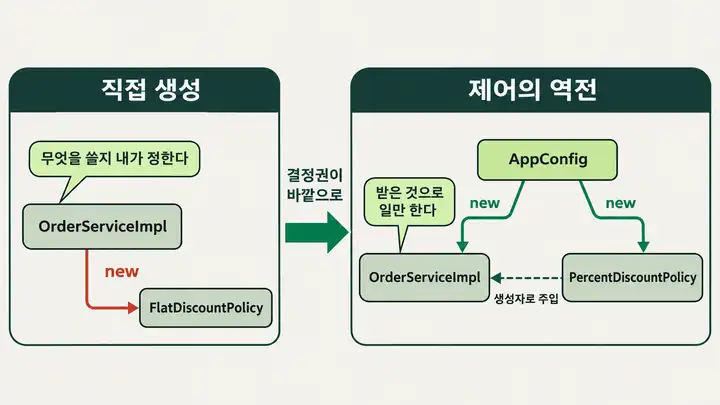 직접 생성
무엇을 쓸지 내가 정한다
OrderServiceImpl
new
FlatDiscountPolicy
결정권이
바깥으로
제어의 역전
AppConfig
new
new
받은 것으로
일만 한다
OrderServiceImpl
PercentDiscountPolicy
생성자로 주입